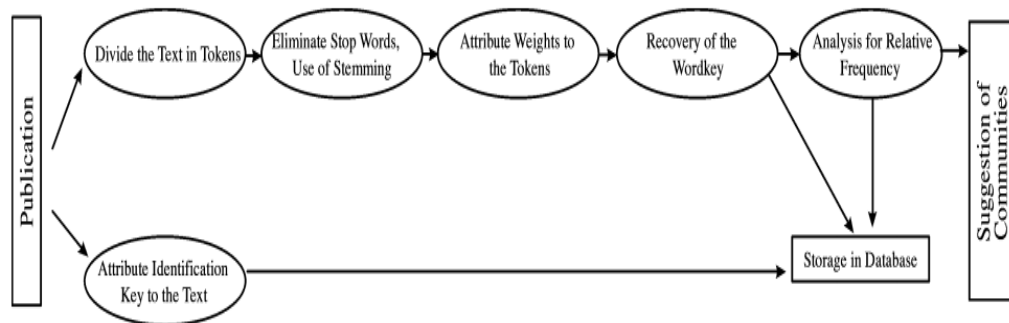 Publication
Divide the Text in Tokens
Eliminate Stop Words,
Use of Stemming
Attribute Weights to
the Tokens
Recovery of the
Wordkey
Analysis for Relative
Frequency
Suggestion of
Communities
Attribute Identification
Key to the Text
Storage in Database